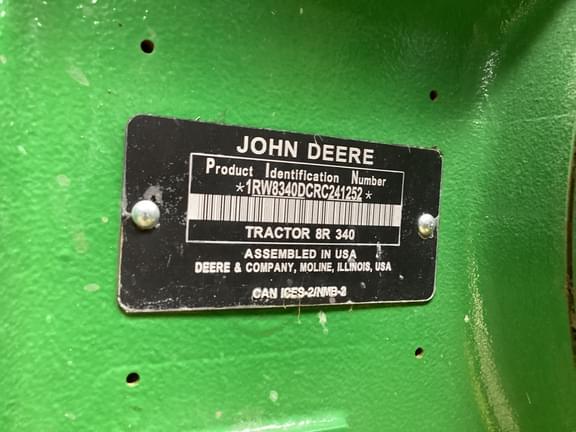 JOHN DEERE
Product Identification Number
*1RW8340DCRC241252*
TRACTOR 8R 340
ASSEMBLED IN USA
DEERE & COMPANY, MOLINE, ILLINOIS, USA
CAN ICES-2/NMB-2